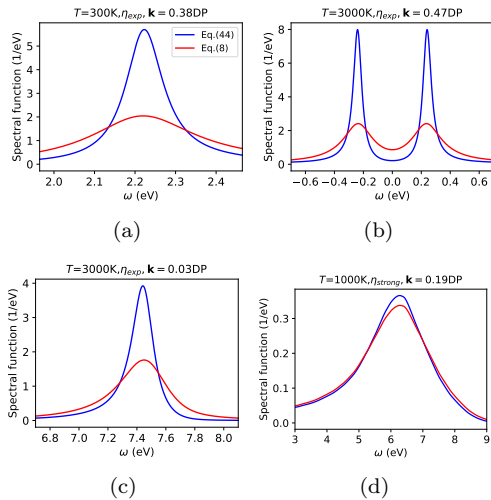 T=300K,η_exp, k = 0.38DP
Spectral function (1/eV)
5
4
3
2
1
0
Eq.(44)
Eq.(8)
2.0 2.1 2.2 2.3 2.4
ω (eV)
(a)
T=3000K,η_exp, k = 0.47DP
Spectral function (1/eV)
8
6
4
2
0
−0.6 −0.4 −0.2 0.0 0.2 0.4 0.6
ω (eV)
(b)
T=3000K,η_exp, k = 0.03DP
Spectral function (1/eV)
4
3
2
1
0
6.8 7.0 7.2 7.4 7.6 7.8 8.0
ω (eV)
(c)
T=1000K,η_strong, k = 0.19DP
Spectral function (1/eV)
0.3
0.2
0.1
0.0
3 4 5 6 7 8 9
ω (eV)
(d)